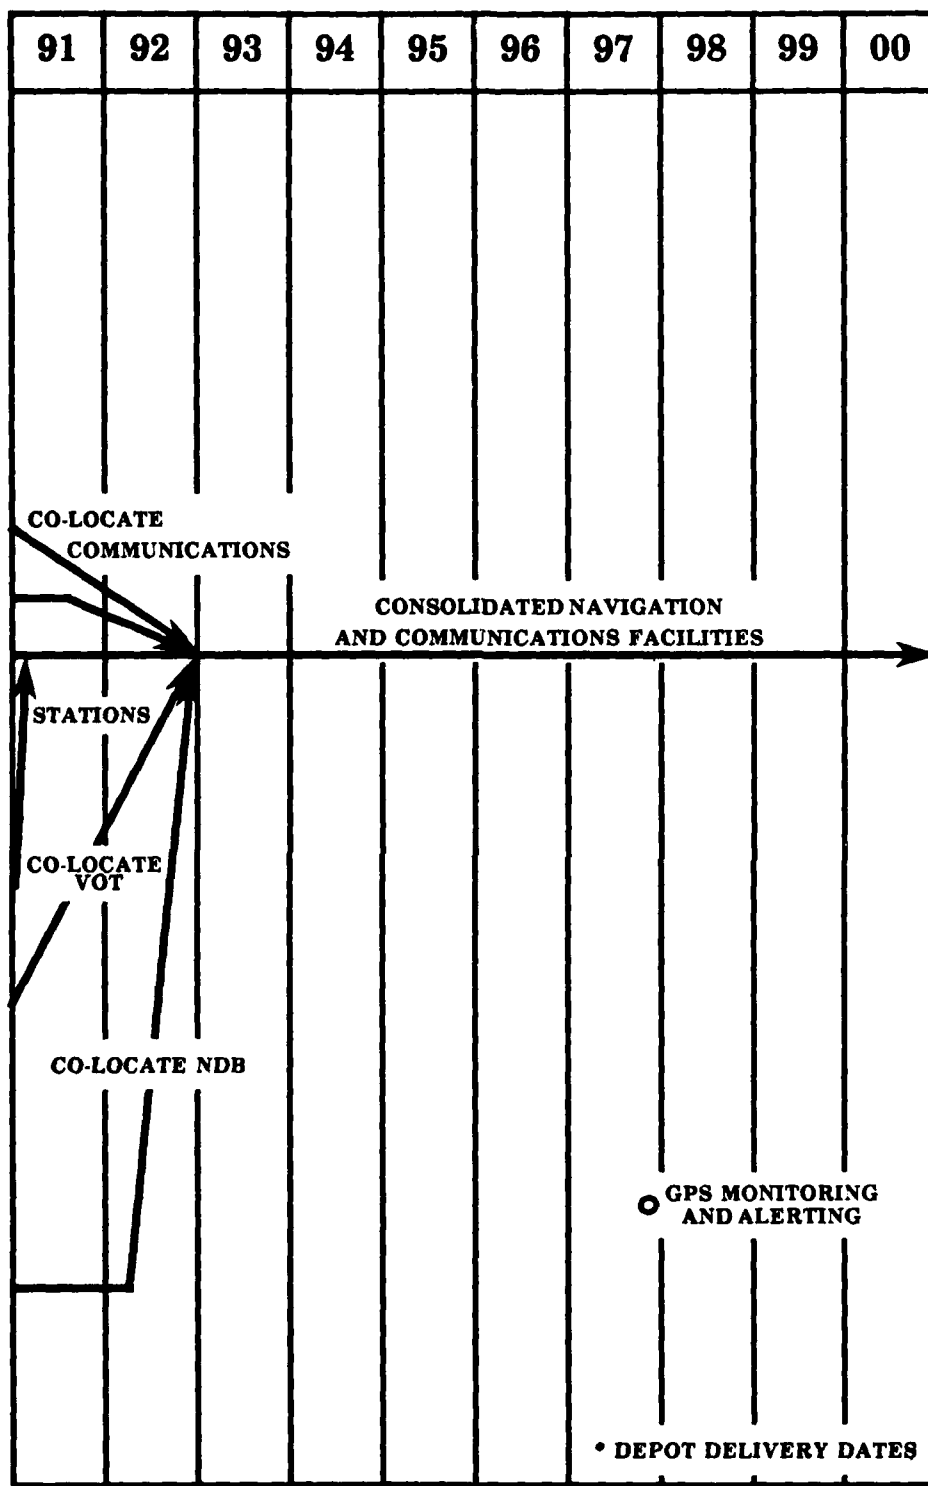 91 92 93 94 95 96 97 98 99 00
CO-LOCATE
COMMUNICATIONS
CONSOLIDATED NAVIGATION
AND COMMUNICATIONS FACILITIES
STATIONS
CO-LOCATE
VOT
CO-LOCATE NDB
GPS MONITORING
AND ALERTING
* DEPOT DELIVERY DATES